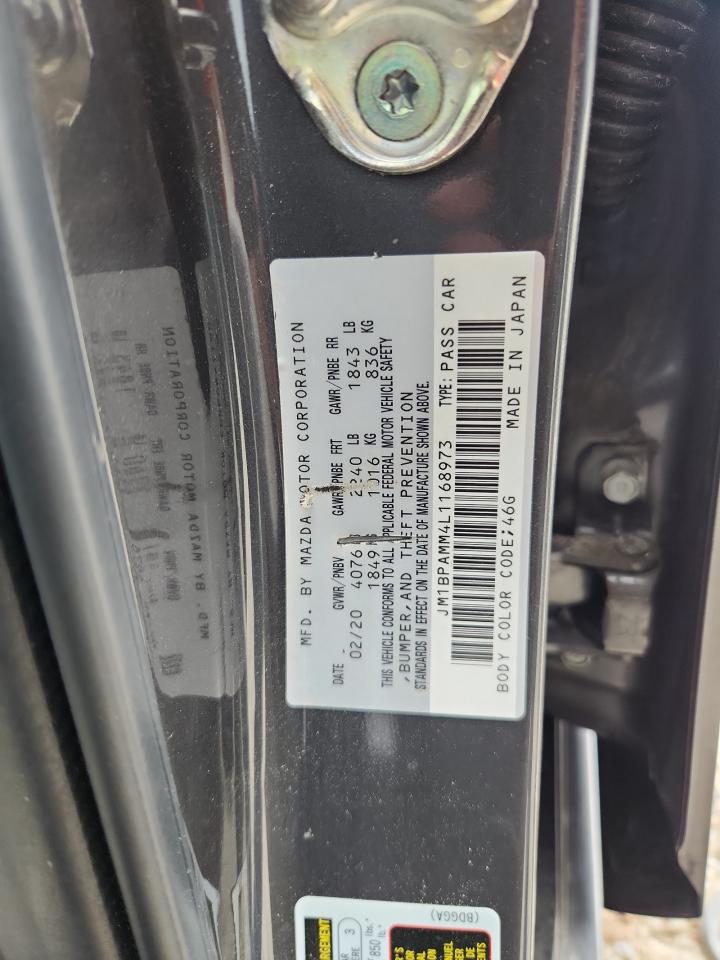 MFD. BY MAZDA MOTOR CORPORATION
DATE - GVWR/PNBV GAWR/PNBE FRT GAWR/PNBE RR
02/20 4076 2240 LB 1843 LB
1849 1016 KG 836 KG
THIS VEHICLE CONFORMS TO ALL APPLICABLE FEDERAL MOTOR VEHICLE SAFETY
,BUMPER,AND THEFT PREVENTION
STANDARDS IN EFFECT ON THE DATE OF MANUFACTURE SHOWN ABOVE.
JM1BPAMM4L1168973 TYPE: PASS CAR
BODY COLOR CODE;46G MADE IN JAPAN
(BDGGA)
3
850